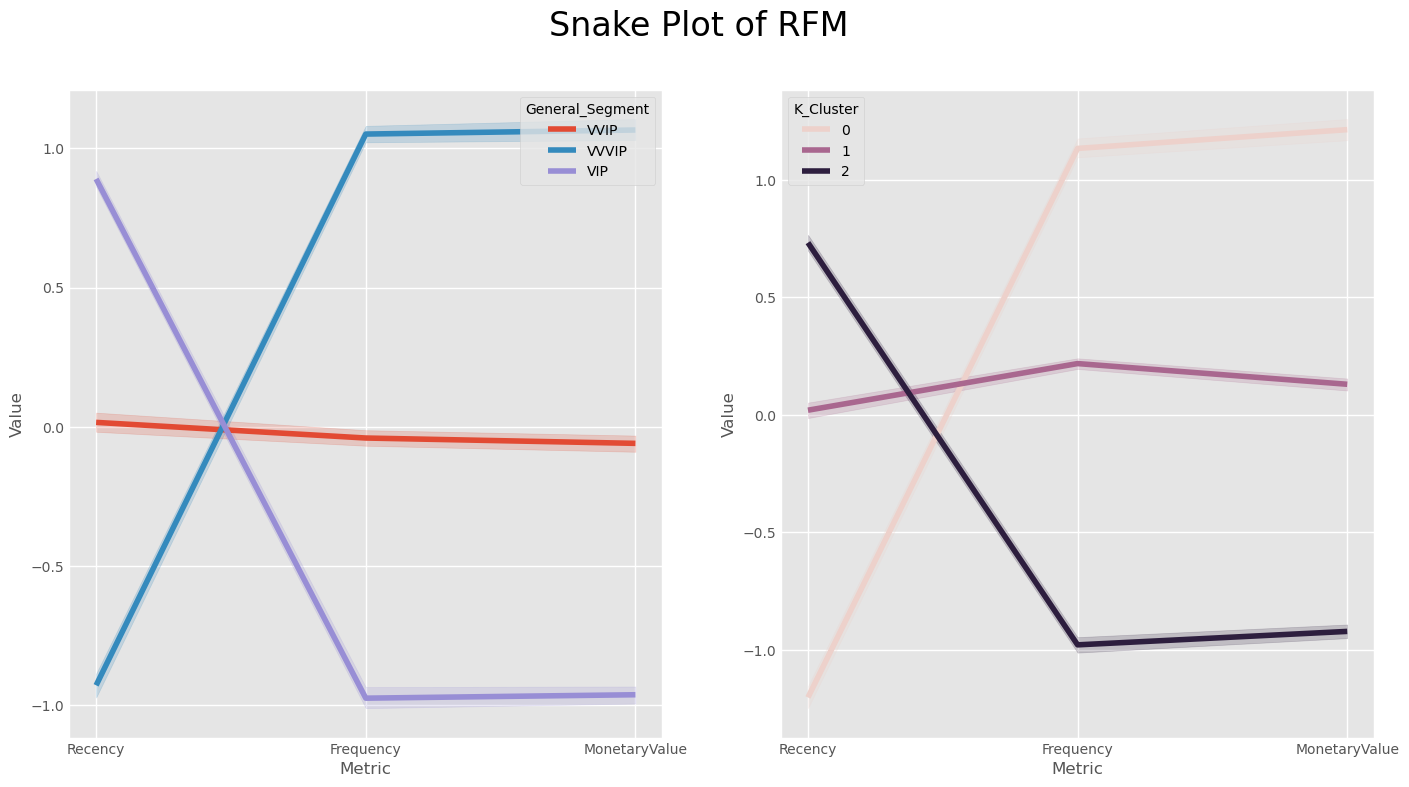 Snake Plot of RFM
General_Segment
VVIP
VVVIP
VIP
1.0
0.5
0.0
−0.5
−1.0
Value
Recency
Frequency
MonetaryValue
Metric
K_Cluster
0
1
2
1.0
0.5
0.0
−0.5
−1.0
Value
Recency
Frequency
MonetaryValue
Metric